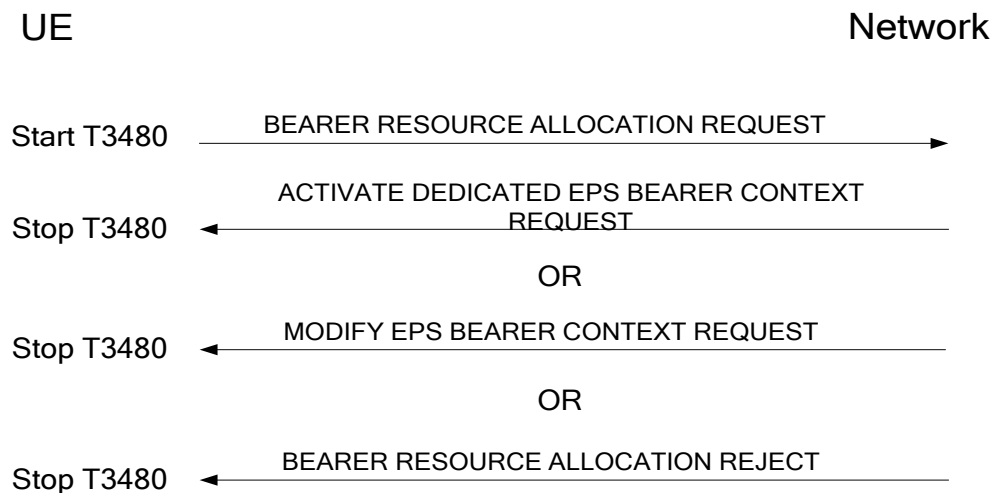 UE Network
Start T3480 BEARER RESOURCE ALLOCATION REQUEST
ACTIVATE DEDICATED EPS BEARER CONTEXT
Stop T3480 REQUEST
OR
Stop T3480 MODIFY EPS BEARER CONTEXT REQUEST
OR
Stop T3480 BEARER RESOURCE ALLOCATION REJECT